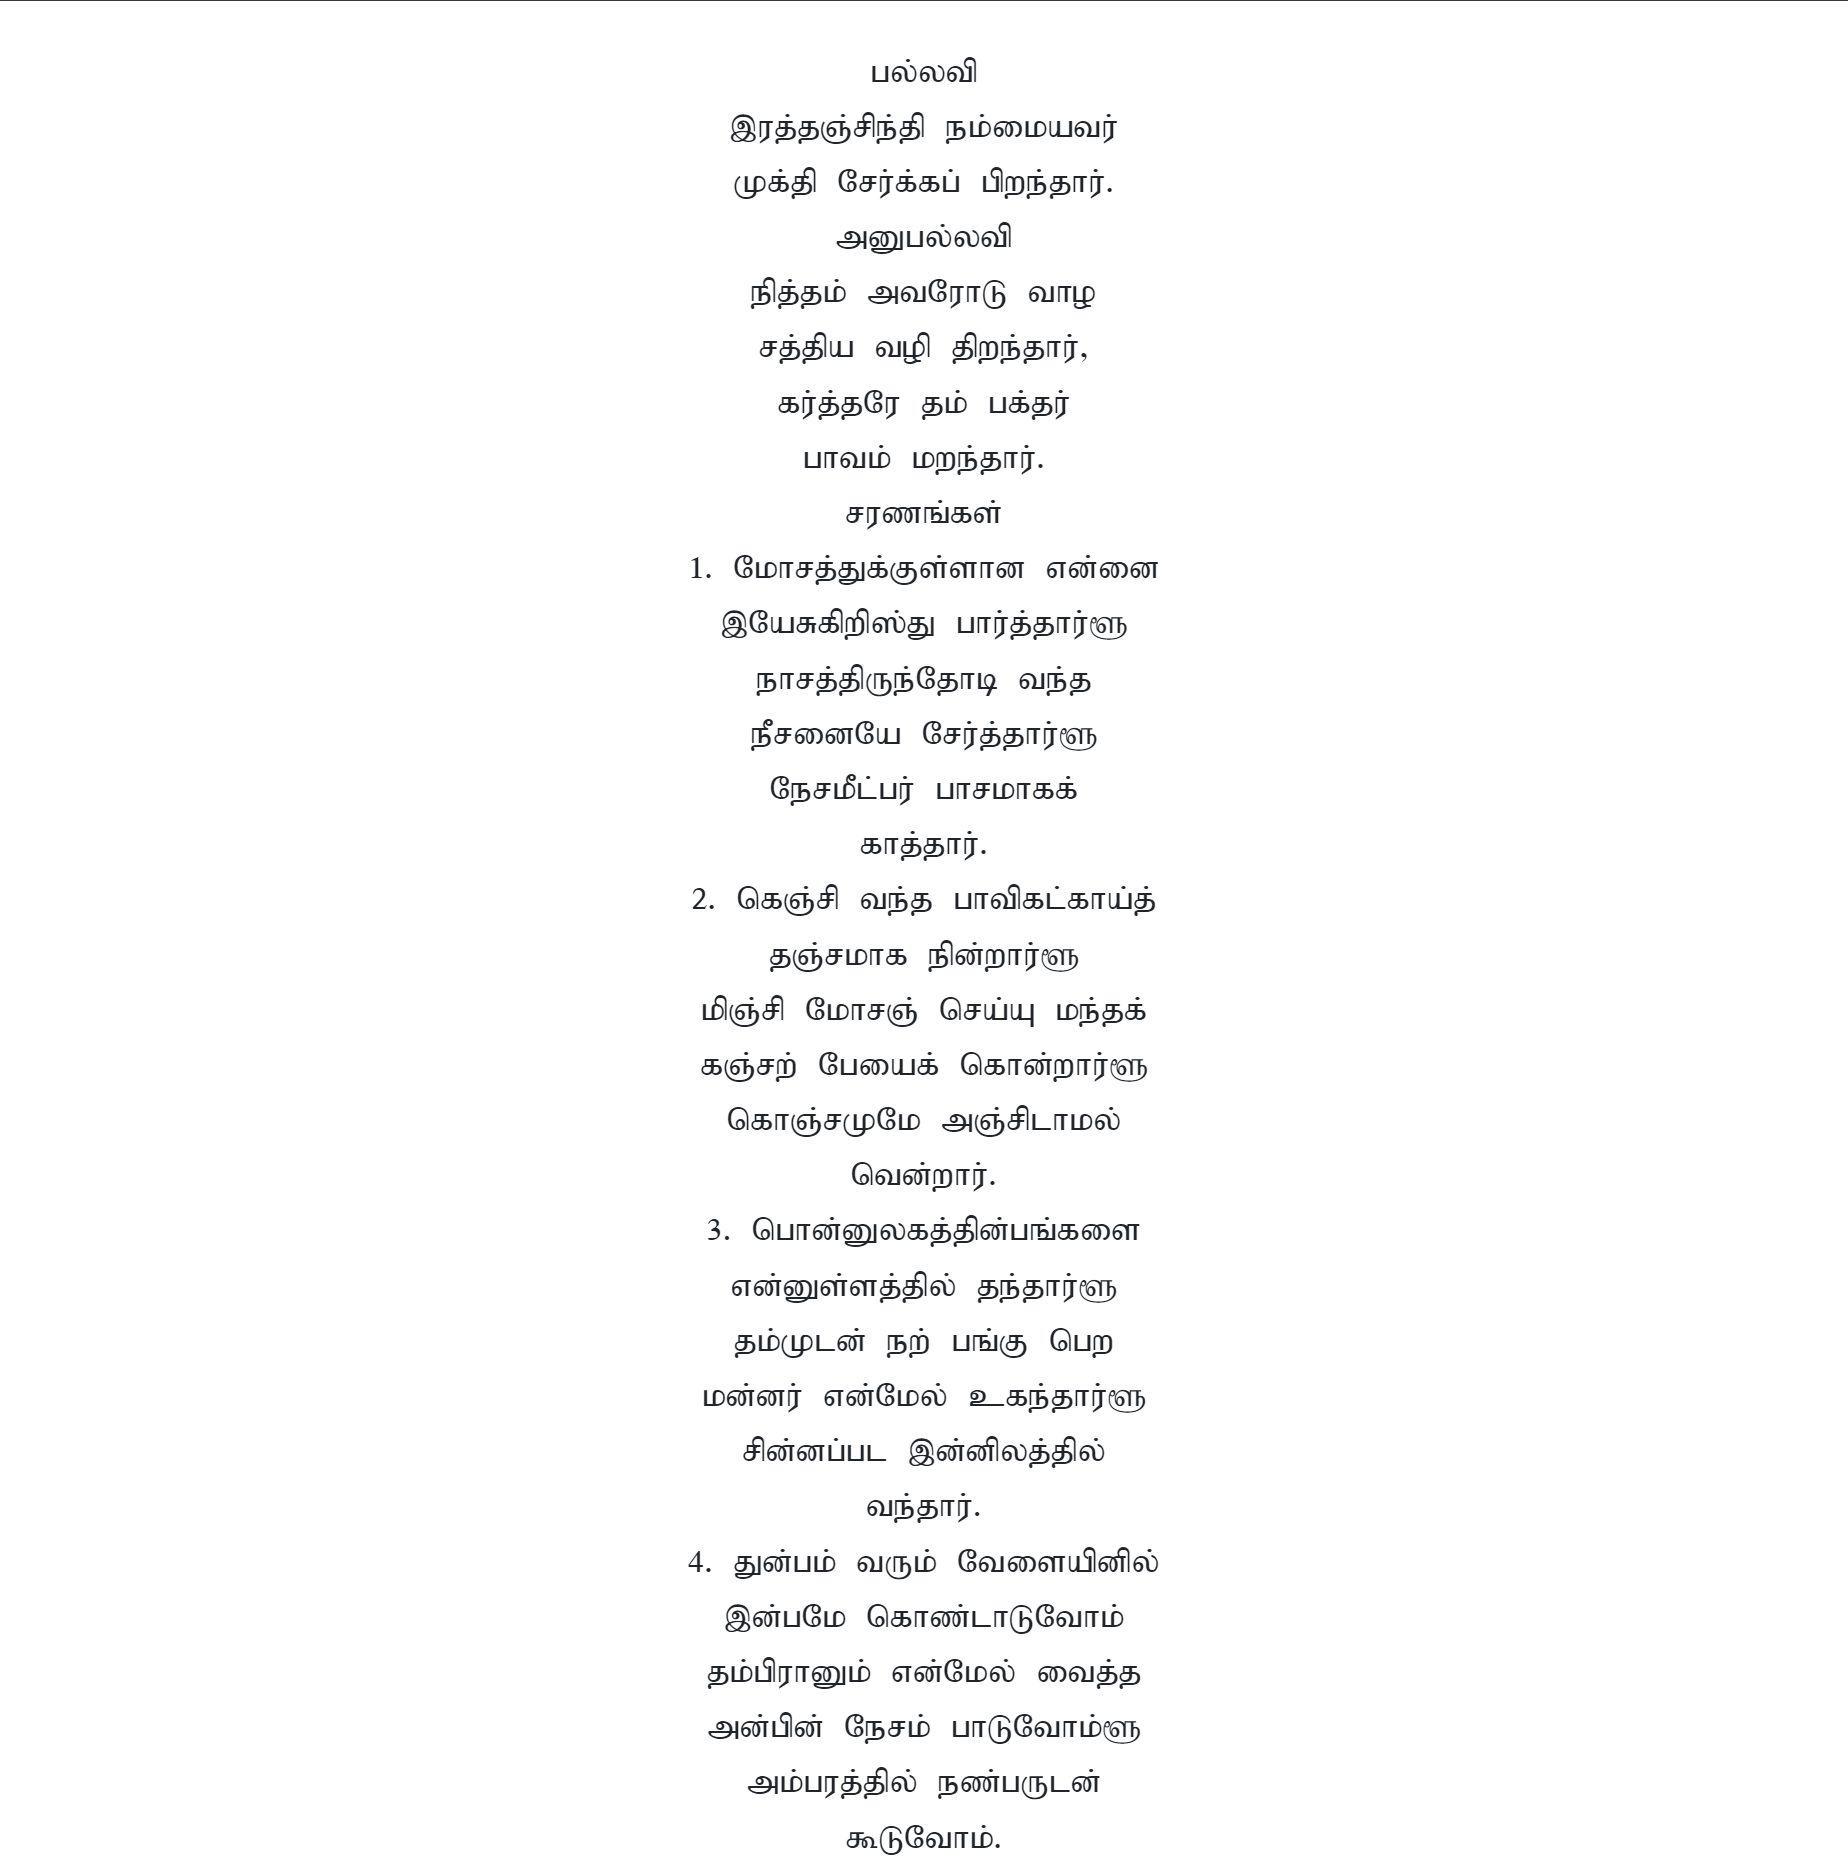 பல்லவி
இரத்தஞ்சிந்தி நம்மையவர்
முக்தி சேர்க்கப் பிறந்தார்.
அனுபல்லவி
நித்தம் அவரோடு வாழ
சத்திய வழி திறந்தார்,
கர்த்தரே தம் பக்தர்
பாவம் மறந்தார்.
சரணங்கள்
1. மோசத்துக்குள்ளான என்னை
இயேசுகிறிஸ்து பார்த்தார்ளூ
நாசத்திருந்தோடி வந்த
நீசனையே சேர்த்தார்ளூ
நேசமீட்பர் பாசமாகக்
காத்தார்.
2. கெஞ்சி வந்த பாவிகட்காய்த்
தஞ்சமாக நின்றார்ளூ
மிஞ்சி மோசஞ் செய்யு மந்தக்
கஞ்சற் பேயைக் கொன்றார்ளூ
கொஞ்சமுமே அஞ்சிடாமல்
வென்றார்.
3. பொன்னுலகத்தின்பங்களை
என்னுள்ளத்தில் தந்தார்ளூ
தம்முடன் நற் பங்கு பெற
மன்னர் என்மேல் உகந்தார்ளூ
சின்னப்பட இன்னிலத்தில்
வந்தார்.
4. துன்பம் வரும் வேளையினில்
இன்பமே கொண்டாடுவோம்
தம்பிரானும் என்மேல் வைத்த
அன்பின் நேசம் பாடுவோம்ளூ
அம்பரத்தில் நண்பருடன்
கூடுவோம்.